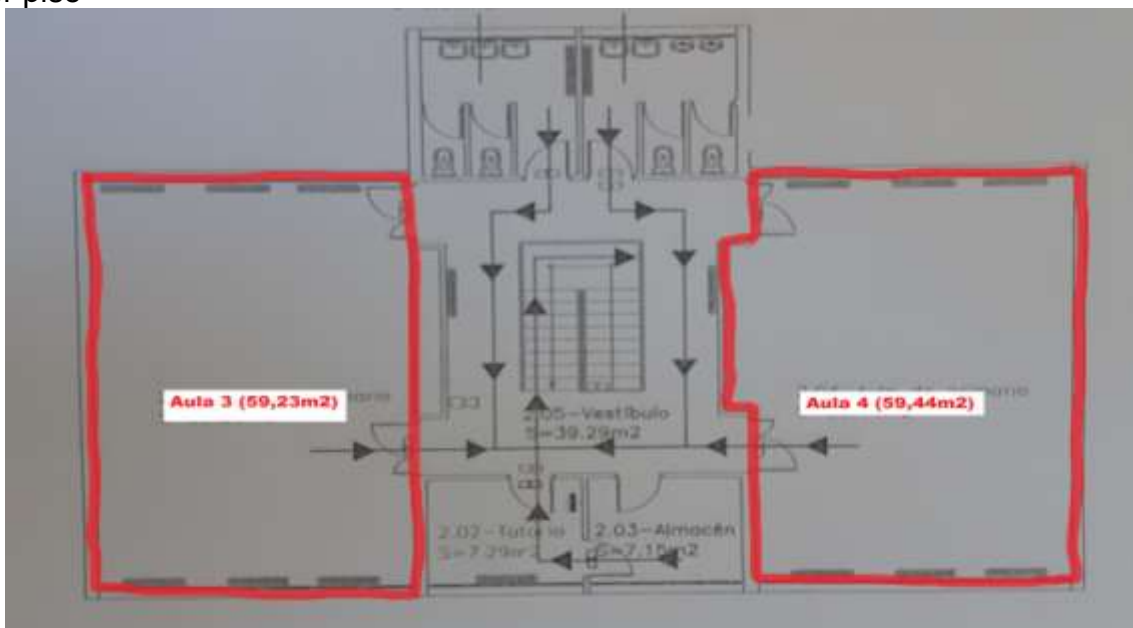 Aula 3 (59,23m2)
Aula 4 (59,44m2)
2.05-Vestíbulo
S=39.29m2
2.02-Tutoría
S=7.29m2
2.03-Almacén
S=7.15m2